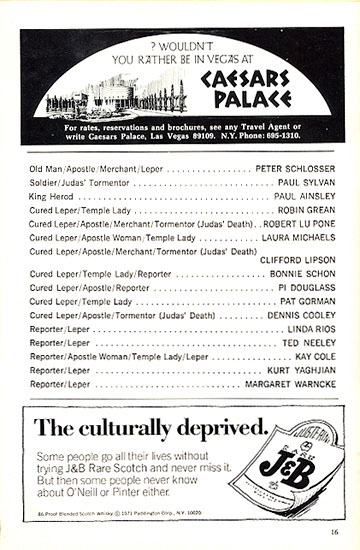 ? WOULDN'T
YOU RATHER BE IN VEGAS AT
CAESARS
PALACE
For rates, reservations and brochures, see any Travel Agent or
write Caesars Palace, Las Vegas 89109. N.Y. Phone: 695-1310.
Old Man/Apostle/Merchant/Leper . . . . . . . . . . . . . . . PETER SCHLOSSER
Soldier/Judas' Tormentor . . . . . . . . . . . . . . . . . . . . . . PAUL SYLVAN
King Herod . . . . . . . . . . . . . . . . . . . . . . . . . . . . . . . . . PAUL AINSLEY
Cured Leper/Temple Lady . . . . . . . . . . . . . . . . . . . . ROBIN GREAN
Cured Leper/Apostle/Merchant/Tormentor (Judas' Death) . . ROBERT LU PONE
Cured Leper/Apostle Woman/Temple Lady . . . . . . . . LAURA MICHAELS
Cured Leper/Apostle/Merchant/Tormentor (Judas' Death)
CLIFFORD LIPSON
Cured Leper/Temple Lady/Reporter . . . . . . . . . . . . BONNIE SCHON
Cured Leper/Apostle/Reporter . . . . . . . . . . . . . . . . . PI DOUGLASS
Cured Leper/Temple Lady . . . . . . . . . . . . . . . . . . . . PAT GORMAN
Cured Leper/Apostle/Tormentor (Judas' Death) . . . . . DENNIS COOLEY
Reporter/Leper . . . . . . . . . . . . . . . . . . . . . . . . . . . . . . LINDA RIOS
Reporter/Leper . . . . . . . . . . . . . . . . . . . . . . . . . . . . . TED NEELEY
Reporter/Apostle Woman/Temple Lady/Leper . . . . . . . . . KAY COLE
Reporter/Leper . . . . . . . . . . . . . . . . . . . . . . . . . . KURT YAGHJIAN
Reporter/Leper . . . . . . . . . . . . . . . . . . . . . . MARGARET WARNCKE
The culturally deprived.
Some people go all their lives without
trying J&B Rare Scotch and never miss it.
But then some people never know
about O'Neill or Pinter either.
86 Proof Blended Scotch Whisky © 1971 Paddington Corp., N.Y. 10020
RARE
J&B
16